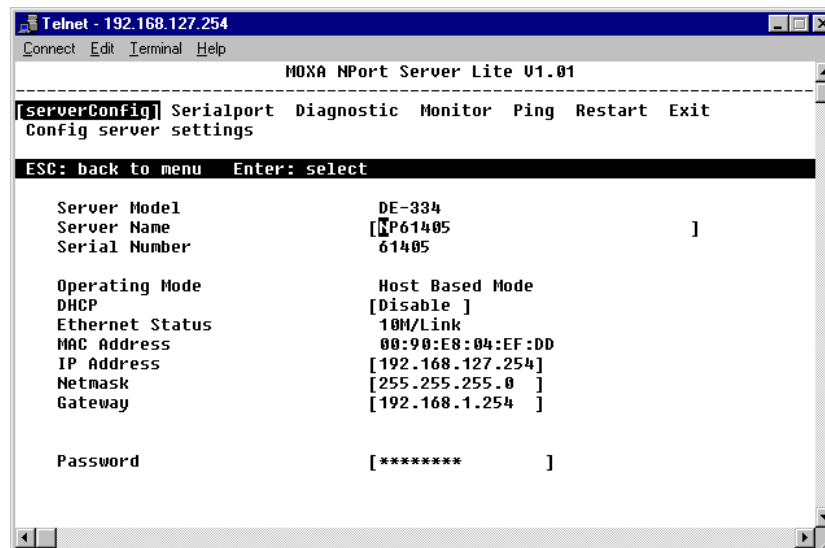 Telnet - 192.168.127.254
Connect Edit Terminal Help
MOXA NPort Server Lite V1.01
--------------------------------------------------------------------------------
[serverConfig] Serialport Diagnostic Monitor Ping Restart Exit
Config server settings
ESC: back to menu Enter: select
Server Model DE-334
Server Name [NP61405 ]
Serial Number 61405
Operating Mode Host Based Mode
DHCP [Disable ]
Ethernet Status 10M/Link
MAC Address 00:90:E8:04:EF:DD
IP Address [192.168.127.254]
Netmask [255.255.255.0 ]
Gateway [192.168.1.254 ]
Password [******** ]